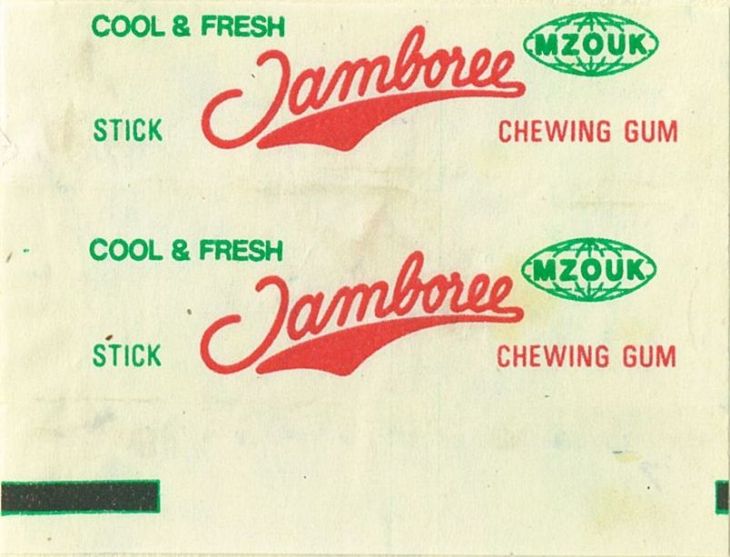 COOL & FRESH
Jamboree
MZOUK
STICK
CHEWING GUM
COOL & FRESH
Jamboree
MZOUK
STICK
CHEWING GUM